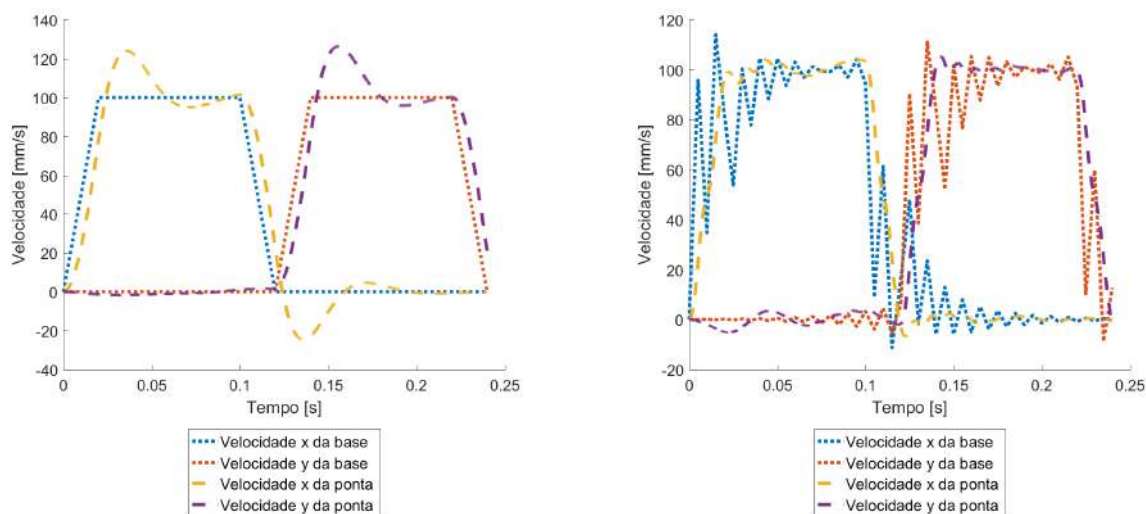 140
120
100
80
60
40
20
0
-20
-40
Velocidade [mm/s]
0 0.05 0.1 0.15 0.2 0.25
Tempo [s]
Velocidade x da base
Velocidade y da base
Velocidade x da ponta
Velocidade y da ponta
120
100
80
60
40
20
0
-20
Velocidade [mm/s]
0 0.05 0.1 0.15 0.2 0.25
Tempo [s]
Velocidade x da base
Velocidade y da base
Velocidade x da ponta
Velocidade y da ponta